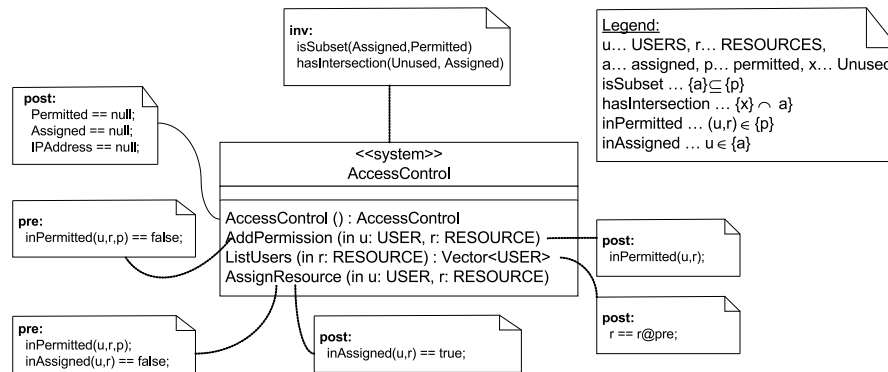 inv:
isSubset(Assigned,Permitted)
hasIntersection(Unused, Assigned)
Legend:
u… USERS, r… RESOURCES,
a… assigned, p… permitted, x… Unused
isSubset … {a}⊆{p}
hasIntersection … {x} ∩ a}
inPermitted … (u,r)∈{p}
inAssigned … u∈{a}
post:
Permitted == null;
Assigned == null;
IPAddress == null;
<<system>>
AccessControl
AccessControl () : AccessControl
AddPermission (in u: USER, r: RESOURCE)
ListUsers (in r: RESOURCE) : Vector<USER>
AssignResource (in u: USER, r: RESOURCE)
pre:
inPermitted(u,r,p) == false;
post:
inPermitted(u,r);
pre:
inPermitted(u,r,p);
inAssigned(u,r) == false;
post:
inAssigned(u,r) == true;
post:
r == r@pre;